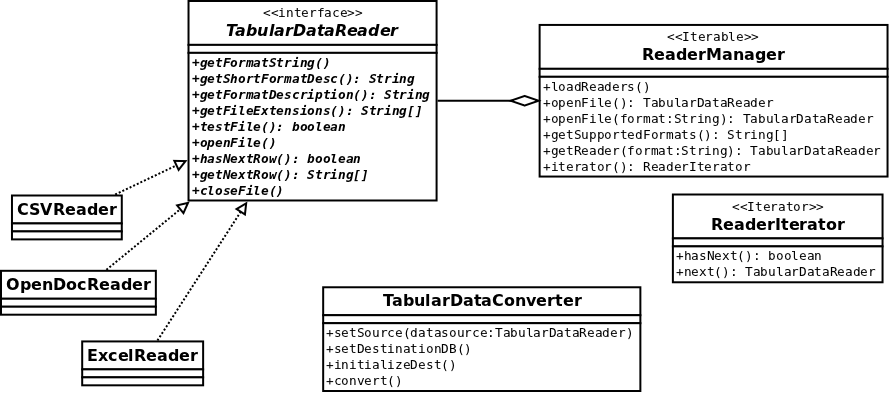 <<interface>>
TabularDataReader
+getFormatString()
+getShortFormatDesc(): String
+getFormatDescription(): String
+getFileExtensions(): String[]
+testFile(): boolean
+openFile()
+hasNextRow(): boolean
+getNextRow(): String[]
+closeFile()
<<Iterable>>
ReaderManager
+loadReaders()
+openFile(): TabularDataReader
+openFile(format:String): TabularDataReader
+getSupportedFormats(): String[]
+getReader(format:String): TabularDataReader
+iterator(): ReaderIterator
CSVReader
<<Iterator>>
ReaderIterator
+hasNext(): boolean
+next(): TabularDataReader
OpenDocReader
TabularDataConverter
+setSource(datasource:TabularDataReader)
+setDestinationDB()
+initializeDest()
+convert()
ExcelReader